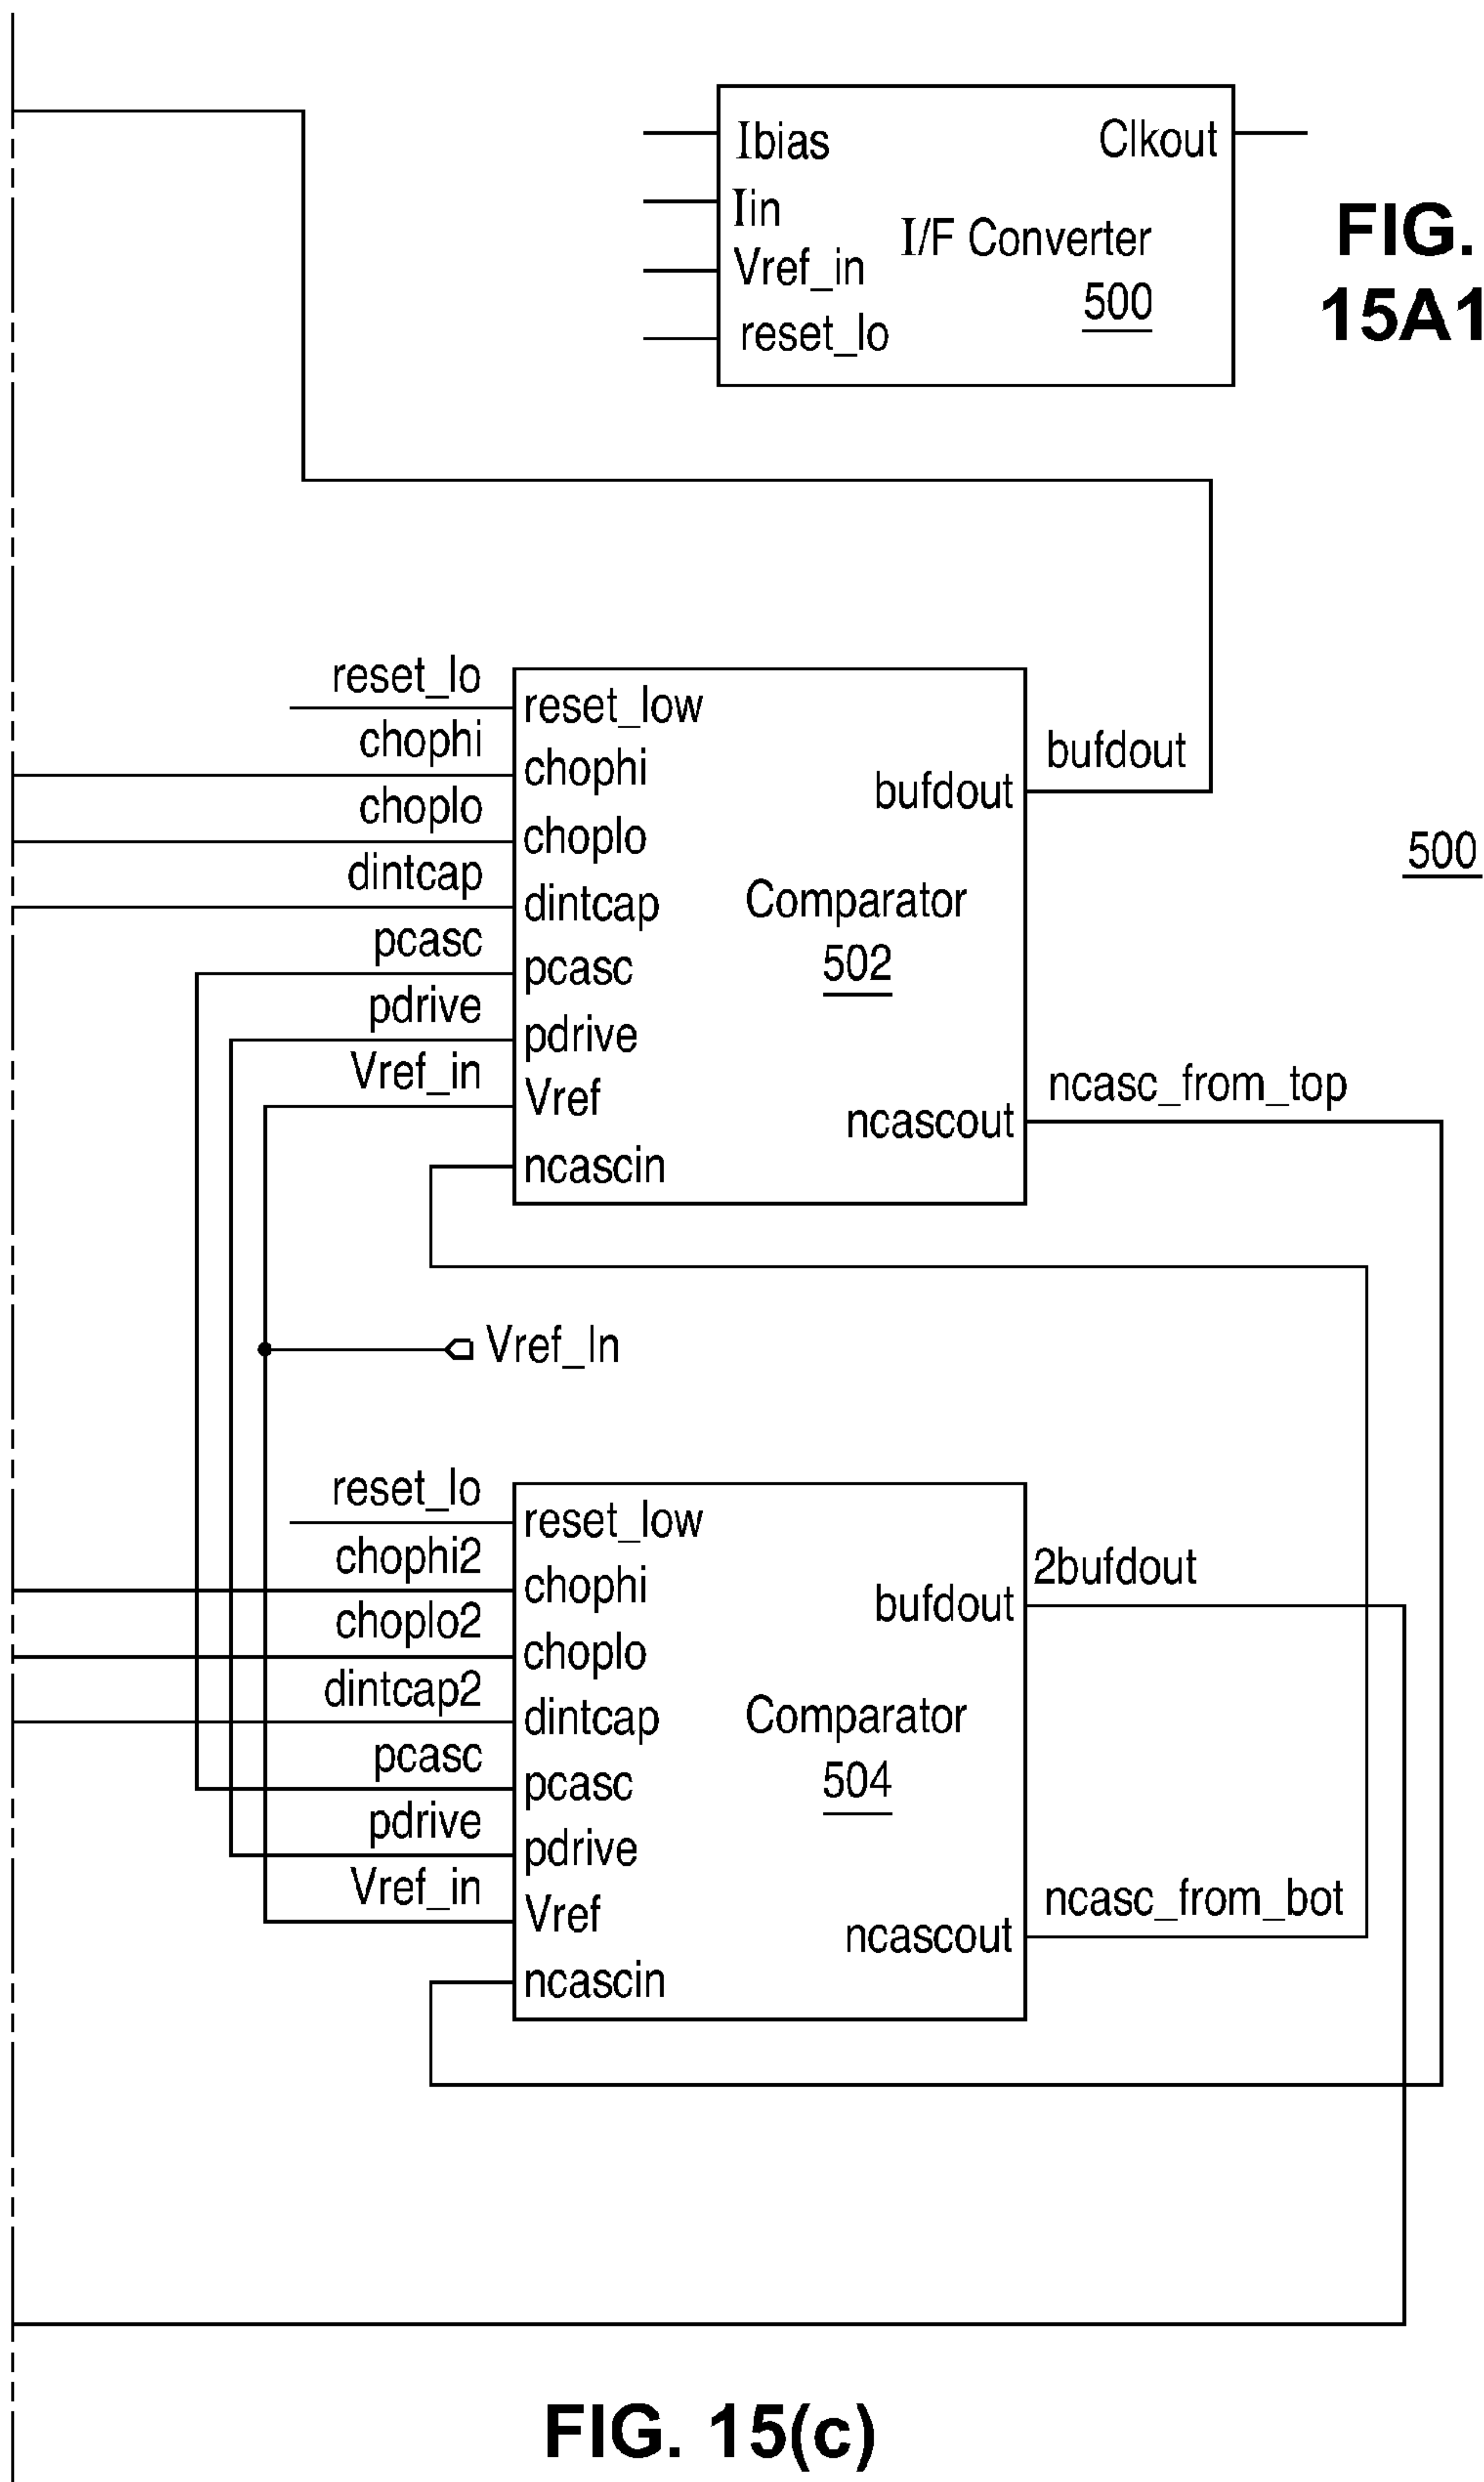 Ibias
Clkout
Iin
I/F Converter
Vref_in
500
reset_lo
FIG.
15A1
reset_lo
reset_low
chophi
chophi
bufdout
bufdout
choplo
choplo
500
dintcap
dintcap
Comparator
pcasc
pcasc
502
pdrive
pdrive
Vref_in
Vref
ncasc_from_top
ncascout
ncascin
Vref_In
reset_lo
reset_low
chophi2
chophi
2bufdout
bufdout
choplo2
choplo
dintcap2
dintcap
Comparator
pcasc
pcasc
504
pdrive
pdrive
Vref_in
Vref
ncasc_from_bot
ncascout
ncascin
FIG. 15(c)